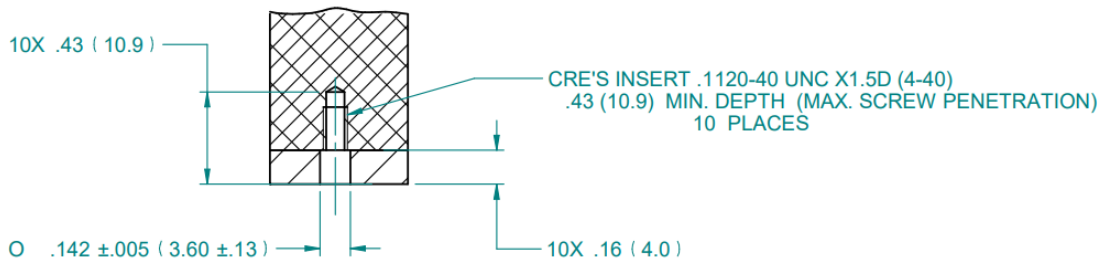 10X .43 (10.9)
CRE'S INSERT .1120-40 UNC X1.5D (4-40)
.43 (10.9) MIN. DEPTH (MAX. SCREW PENETRATION)
10 PLACES
O .142 ±.005 (3.60 ±.13)
10X .16 (4.0)